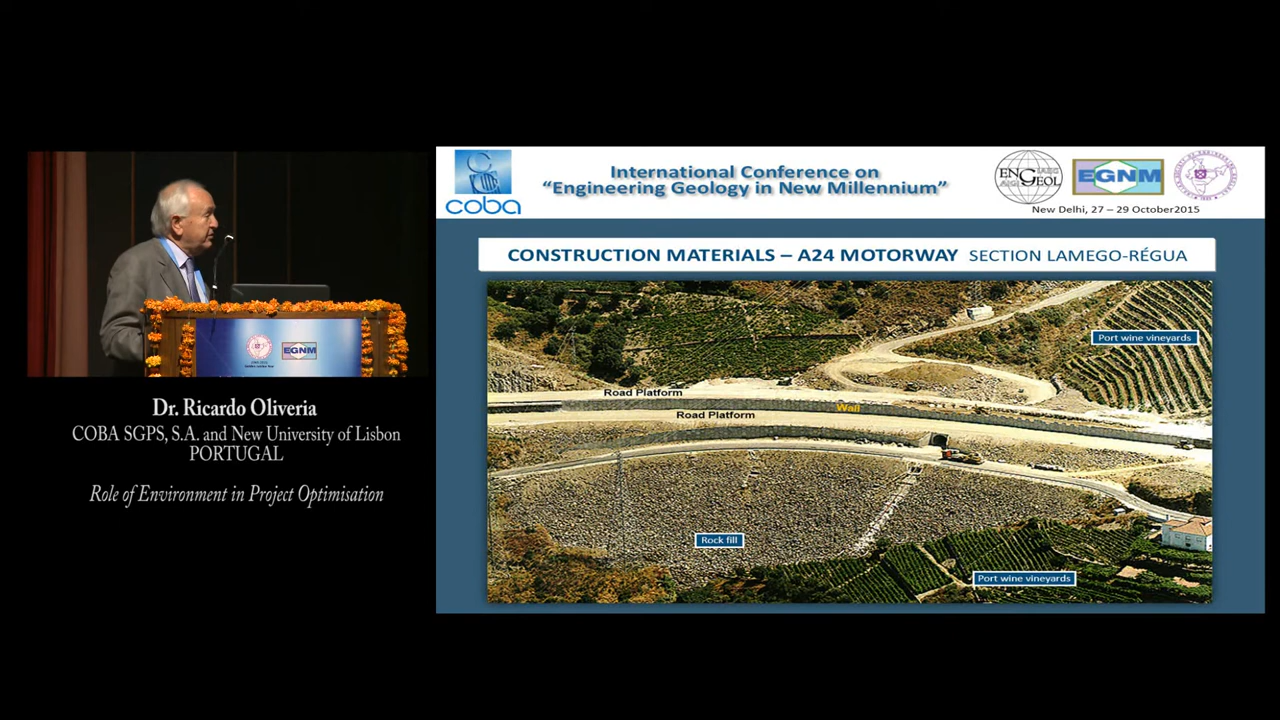 coba
International Conference on
“Engineering Geology in New Millennium”
ENGEOL
EGNM
New Delhi, 27 – 29 October2015
CONSTRUCTION MATERIALS – A24 MOTORWAY SECTION LAMEGO-RÉGUA
Port wine vineyards
Road Platform
Wall
Road Platform
Rock fill
Port wine vineyards
EGNM
Dr. Ricardo Oliveria
COBA SGPS, S.A. and New University of Lisbon
PORTUGAL
Role of Environment in Project Optimisation